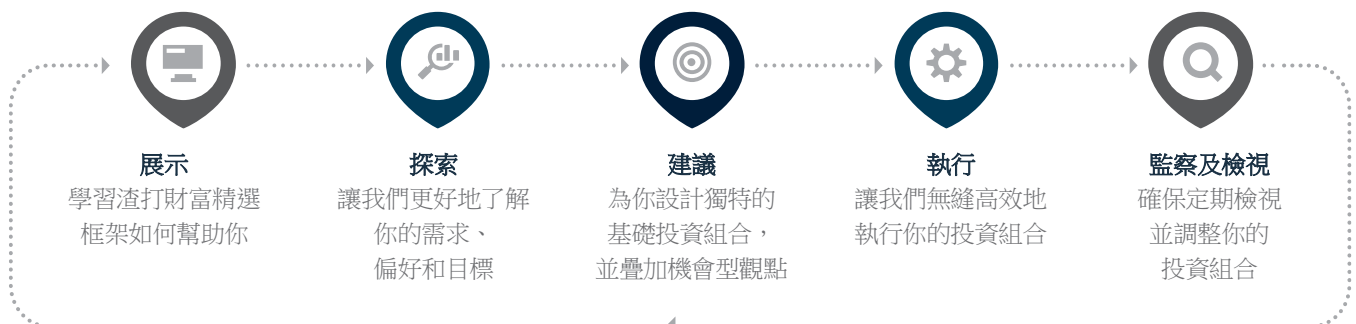 展示
學習渣打財富精選
框架如何幫助你
探索
讓我們更好地了解
你的需求、
偏好和目標
建議
為你設計獨特的
基礎投資組合，
並疊加機會型觀點
執行
讓我們無縫高效地
執行你的投資組合
監察及檢視
確保定期檢視
並調整你的
投資組合